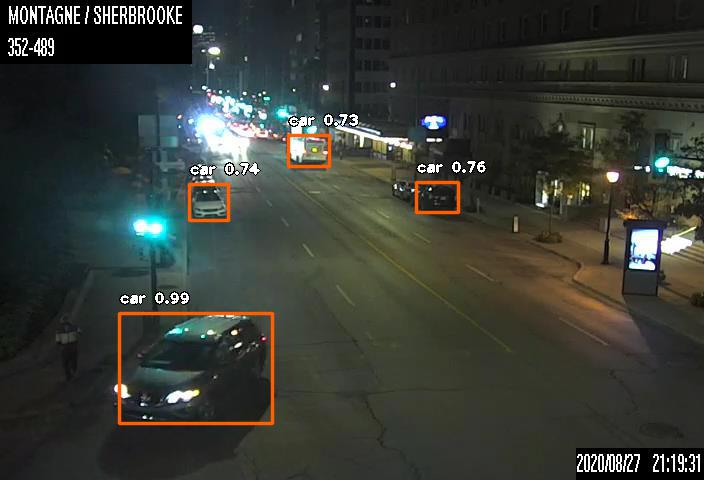 MONTAGNE / SHERBROOKE
352-489
car 0.73
car 0.74
car 0.76
car 0.99
2020/08/27 21:19:31